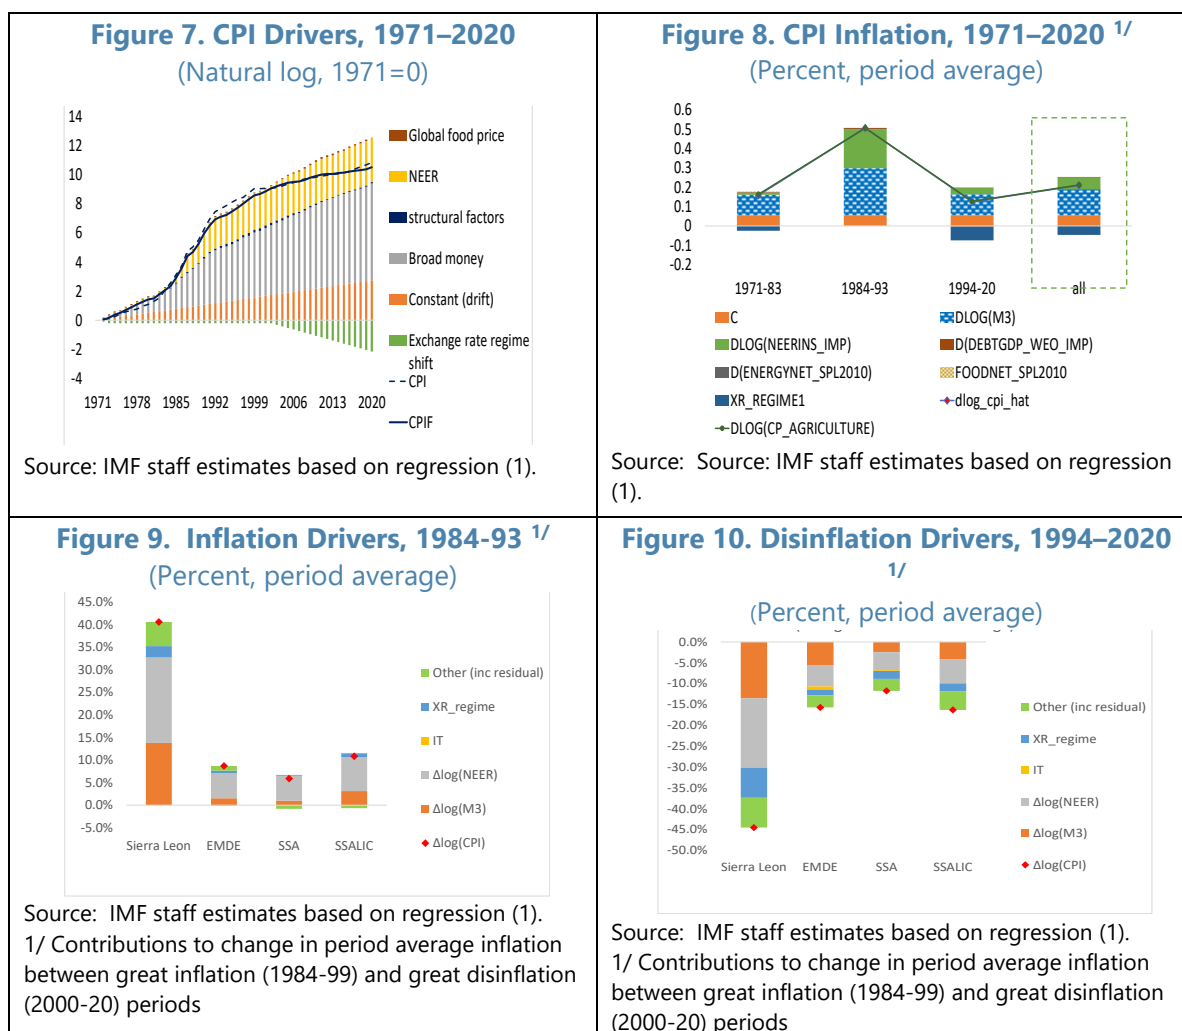 Figure 7. CPI Drivers, 1971–2020
(Natural log, 1971=0)
14
12
10
8
6
4
2
0
-2
-4
1971 1978 1985 1992 1999 2006 2013 2020
Global food price
NEER
structural factors
Broad money
Constant (drift)
Exchange rate regime
shift
CPI
CPIF
Source: IMF staff estimates based on regression (1).
Figure 8. CPI Inflation, 1971–2020 1/
(Percent, period average)
0.6
0.5
0.4
0.3
0.2
0.1
0
-0.1
-0.2
1971-83 1984-93 1994-20 all
C DLOG(M3)
DLOG(NEERINS_IMP) D(DEBTGDP_WEO_IMP)
D(ENERGYNET_SPL2010) FOODNET_SPL2010
XR_REGIME1 dlog_cpi_hat
DLOG(CP_AGRICULTURE)
Source: Source: IMF staff estimates based on regression
(1).
Figure 9. Inflation Drivers, 1984-93 1/
(Percent, period average)
45.0%
40.0%
35.0%
30.0%
25.0%
20.0%
15.0%
10.0%
5.0%
0.0%
-5.0%
Sierra Leon EMDE SSA SSALIC
Other (inc residual)
XR_regime
IT
Δlog(NEER)
Δlog(M3)
Δlog(CPI)
Source: IMF staff estimates based on regression (1).
1/ Contributions to change in period average inflation
between great inflation (1984-99) and great disinflation
(2000-20) periods
Figure 10. Disinflation Drivers, 1994–2020
1/
(Percent, period average)
0.0%
-5.0%
-10.0%
-15.0%
-20.0%
-25.0%
-30.0%
-35.0%
-40.0%
-45.0%
-50.0%
Sierra Leon EMDE SSA SSALIC
Other (inc residual)
XR_regime
IT
Δlog(NEER)
Δlog(M3)
Δlog(CPI)
Source: IMF staff estimates based on regression (1).
1/ Contributions to change in period average inflation
between great inflation (1984-99) and great disinflation
(2000-20) periods